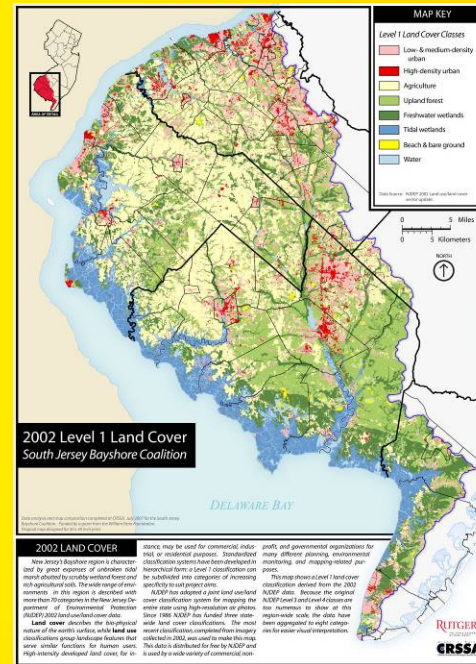 MAP KEY
Level 1 Land Cover Classes
Low- & medium-density
urban
High-density urban
Agriculture
Upland forest
Freshwater wetlands
Tidal wetlands
Beach & bare ground
Water
Data Source: NJDEP 2002 Land use/land cover
vector update.
AREA OF DETAIL
0 5 Miles
0 5 Kilometers
NORTH
2002 Level 1 Land Cover
South Jersey Bayshore Coalition
DELAWARE BAY
2002 LAND COVER
New Jersey's Bayshore region is character-
ized by great expanses of unbroken tidal
marsh abutted by scrubby wetland forest and
rich agricultural soils. The wide range of envi-
ronments in this region is described with
more than 70 categories in the New Jersey De-
partment of Environmental Protection
(NJDEP) 2002 land use/land cover data.
Land cover describes the bio-physical
nature of the earth's surface, while land use
classifications group landscape features that
serve similar functions for human users.
High-intensity developed land cover, for in-
stance, may be used for commercial, indus-
trial, or residential purposes. Standardized
classification systems have been developed in
hierarchical form: a Level 1 classification can
be subdivided into categories of increasing
specificity to suit project aims.
NJDEP has adopted a joint land use/land
cover classification system for mapping the
entire state using high-resolution air photos.
Since 1986 NJDEP has funded three state-
wide land cover classifications. The most
recent classification, completed from imagery
collected in 2002, was used to make this map.
This data is distributed for free by NJDEP and
is used by a wide variety of commercial, non-
profit, and governmental organizations for
many different planning, environmental
monitoring, and mapping-related pur-
poses.
This map shows a Level 1 land cover
classification derived from the 2002
NJDEP data. Because the original
NJDEP Level 3 and Level 4 classes are
too numerous to show at this
region-wide scale, the data have
been aggregated to eight catego-
ries for easier visual interpretation.
RUTGER